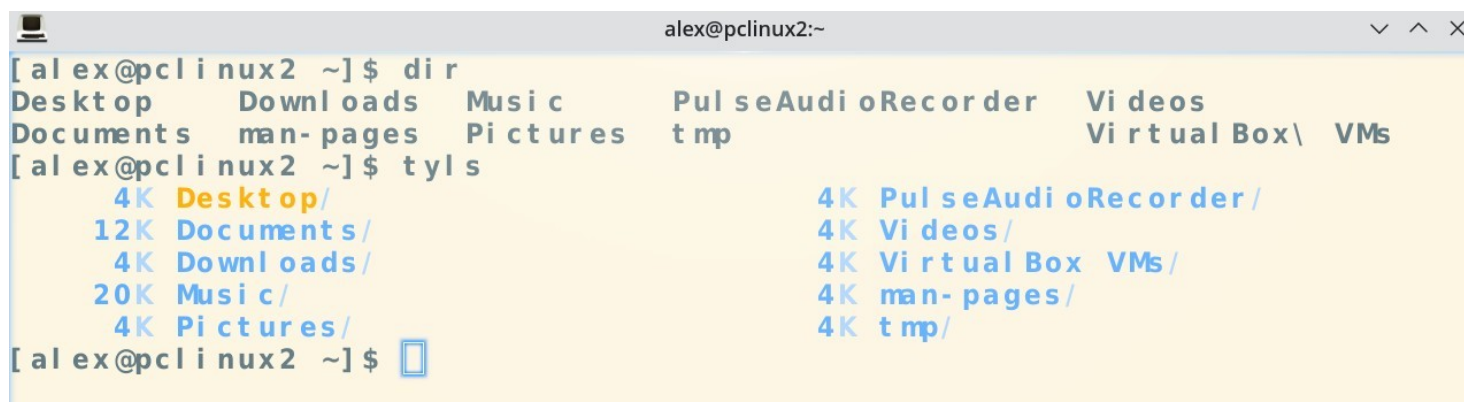 alex@pclinux2:~
[alex@pclinux2 ~]$ dir
Desktop    Downloads  Music     PulseAudioRecorder  Videos
Documents  man-pages  Pictures  tmp                 VirtualBox\ VMs
[alex@pclinux2 ~]$ tyls
     4K Desktop/                        4K PulseAudioRecorder/
    12K Documents/                      4K Videos/
     4K Downloads/                      4K VirtualBox VMs/
    20K Music/                          4K man-pages/
     4K Pictures/                       4K tmp/
[alex@pclinux2 ~]$